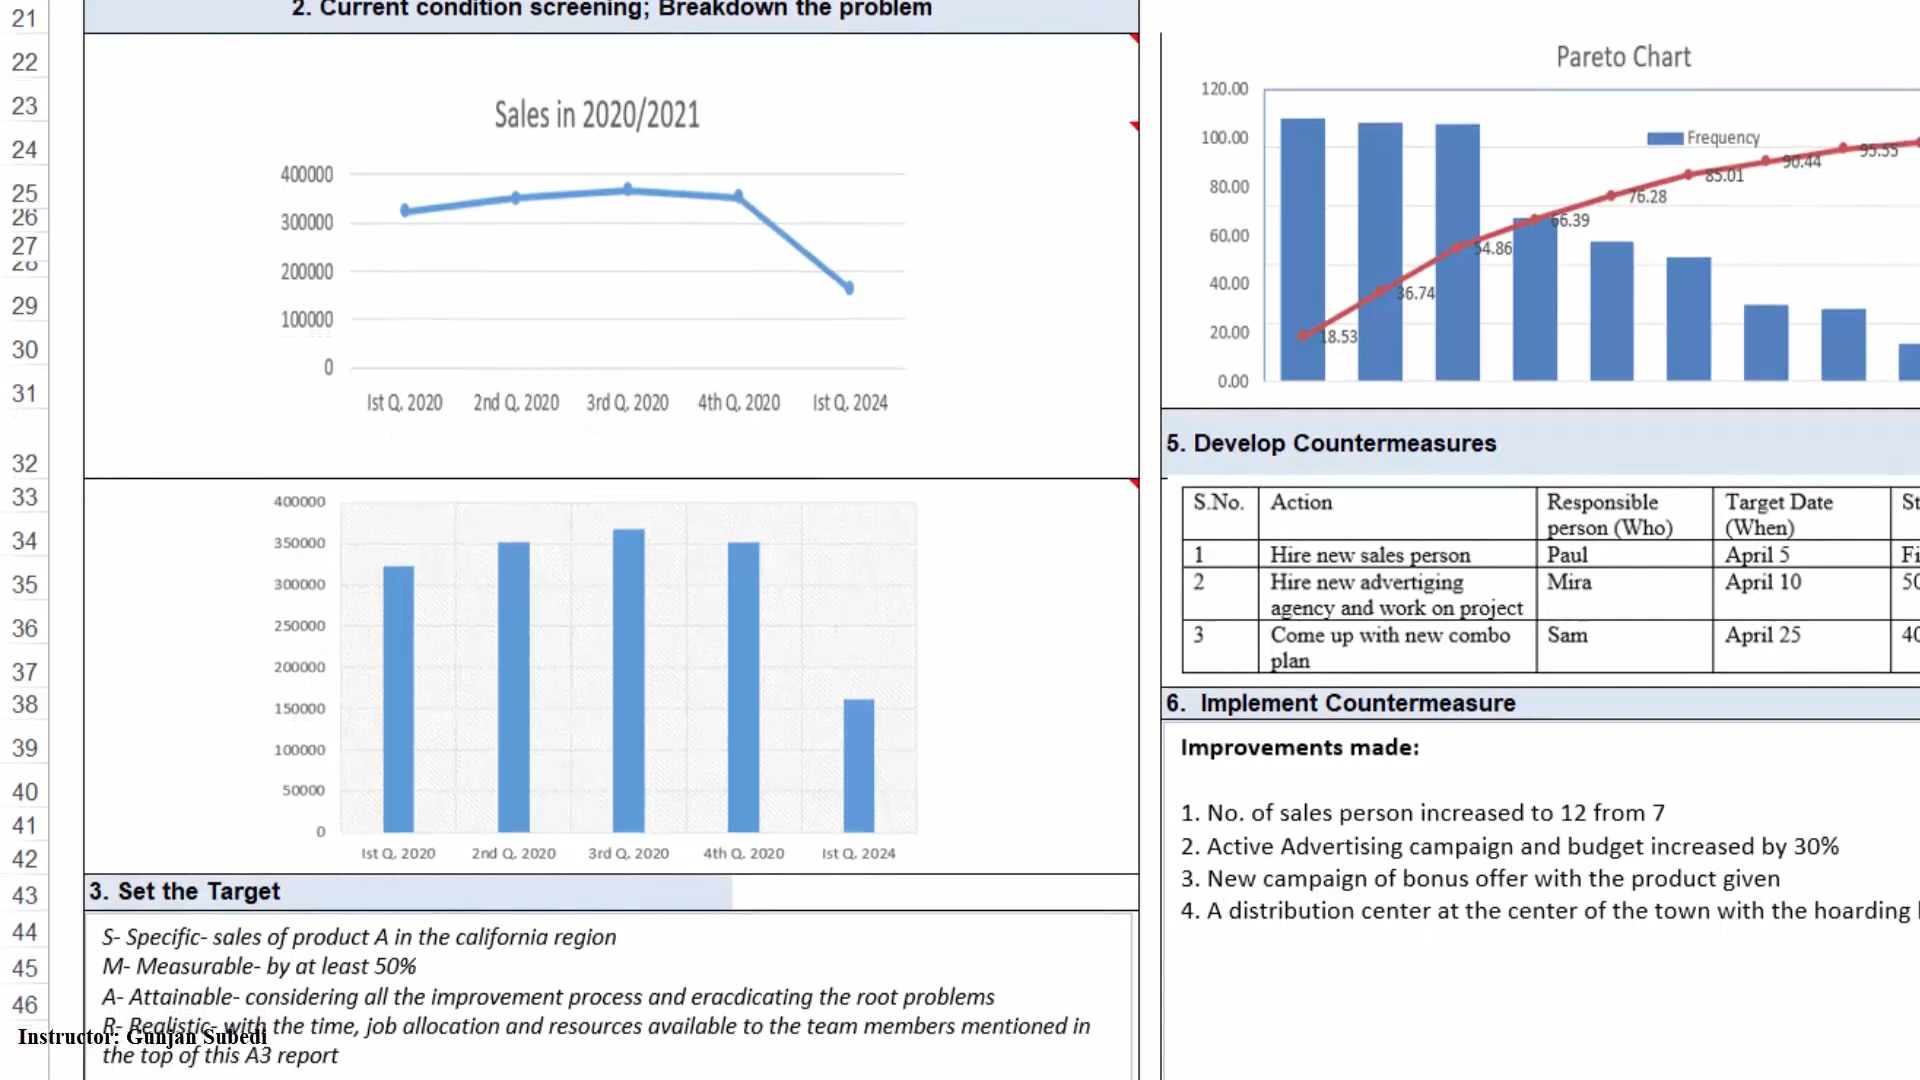 21
22
23
24
25
26
27
28
29
30
31
32
33
34
35
36
37
38
39
40
41
42
43
44
45
46
2. Current condition screening; Breakdown the problem
Sales in 2020/2021
400000
300000
200000
100000
0
Ist Q, 2020 2nd Q, 2020 3rd Q, 2020 4th Q, 2020 Ist Q, 2024
400000
350000
300000
250000
200000
150000
100000
50000
0
Ist Q, 2020 2nd Q, 2020 3rd Q, 2020 4th Q, 2020 Ist Q, 2024
3. Set the Target
S- Specific- sales of product A in the california region
M- Measurable- by at least 50%
A- Attainable- considering all the improvement process and eracdicating the root problems
R- Realistic- with the time, job allocation and resources available to the team members mentioned in
the top of this A3 report
Instructor: Gunjan Subedi
Pareto Chart
120.00
100.00
80.00
60.00
40.00
20.00
0.00
Frequency
18.53
36.74
54.86
66.39
76.28
85.01
90.44
95.55
5. Develop Countermeasures
S.No. Action Responsible person (Who) Target Date (When) St
1 Hire new sales person Paul April 5 Fi
2 Hire new advertiging agency and work on project Mira April 10 50
3 Come up with new combo plan Sam April 25 40
6. Implement Countermeasure
Improvements made:
1. No. of sales person increased to 12 from 7
2. Active Advertising campaign and budget increased by 30%
3. New campaign of bonus offer with the product given
4. A distribution center at the center of the town with the hoarding